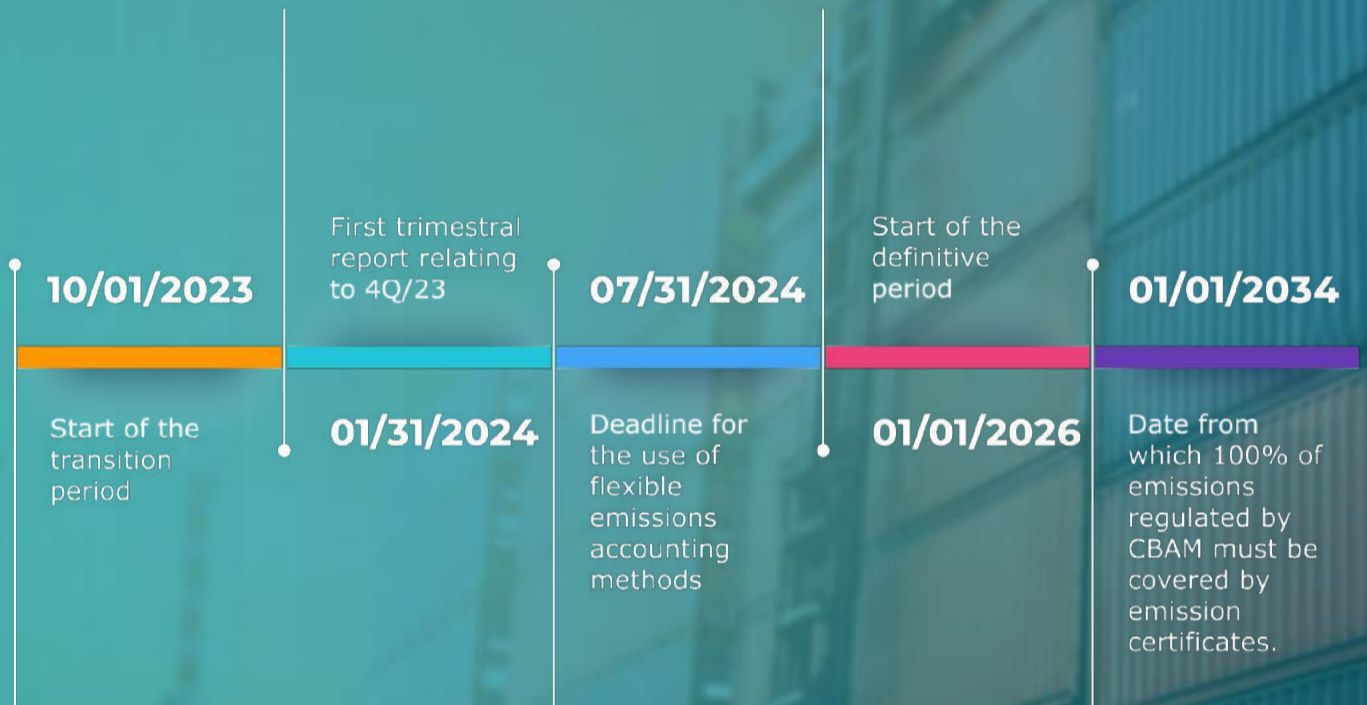 10/01/2023
Start of the
transition
period
First trimestral
report relating
to 4Q/23
01/31/2024
07/31/2024
Deadline for
the use of
flexible
emissions
accounting
methods
Start of the
definitive
period
01/01/2026
01/01/2034
Date from
which 100% of
emissions
regulated by
CBAM must be
covered by
emission
certificates.